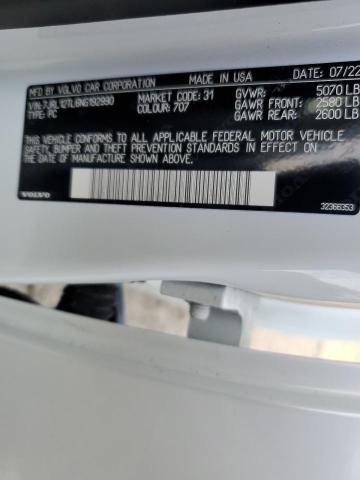 MFD BY VOLVO CAR CORPORATION MADE IN USA DATE: 07/22
VIN:7JRL12TL6NG192990 MARKET CODE: 31 GVWR: 5070 LB
TYPE: PC COLOUR: 707 GAWR FRONT: 2580 LB
GAWR REAR: 2600 LB
THIS VEHICLE CONFORMS TO ALL APPLICABLE FEDERAL MOTOR VEHICLE
SAFETY, BUMPER AND THEFT PREVENTION STANDARDS IN EFFECT
ON THE DATE OF MANUFACTURE SHOWN ABOVE
VOLVO 32366353